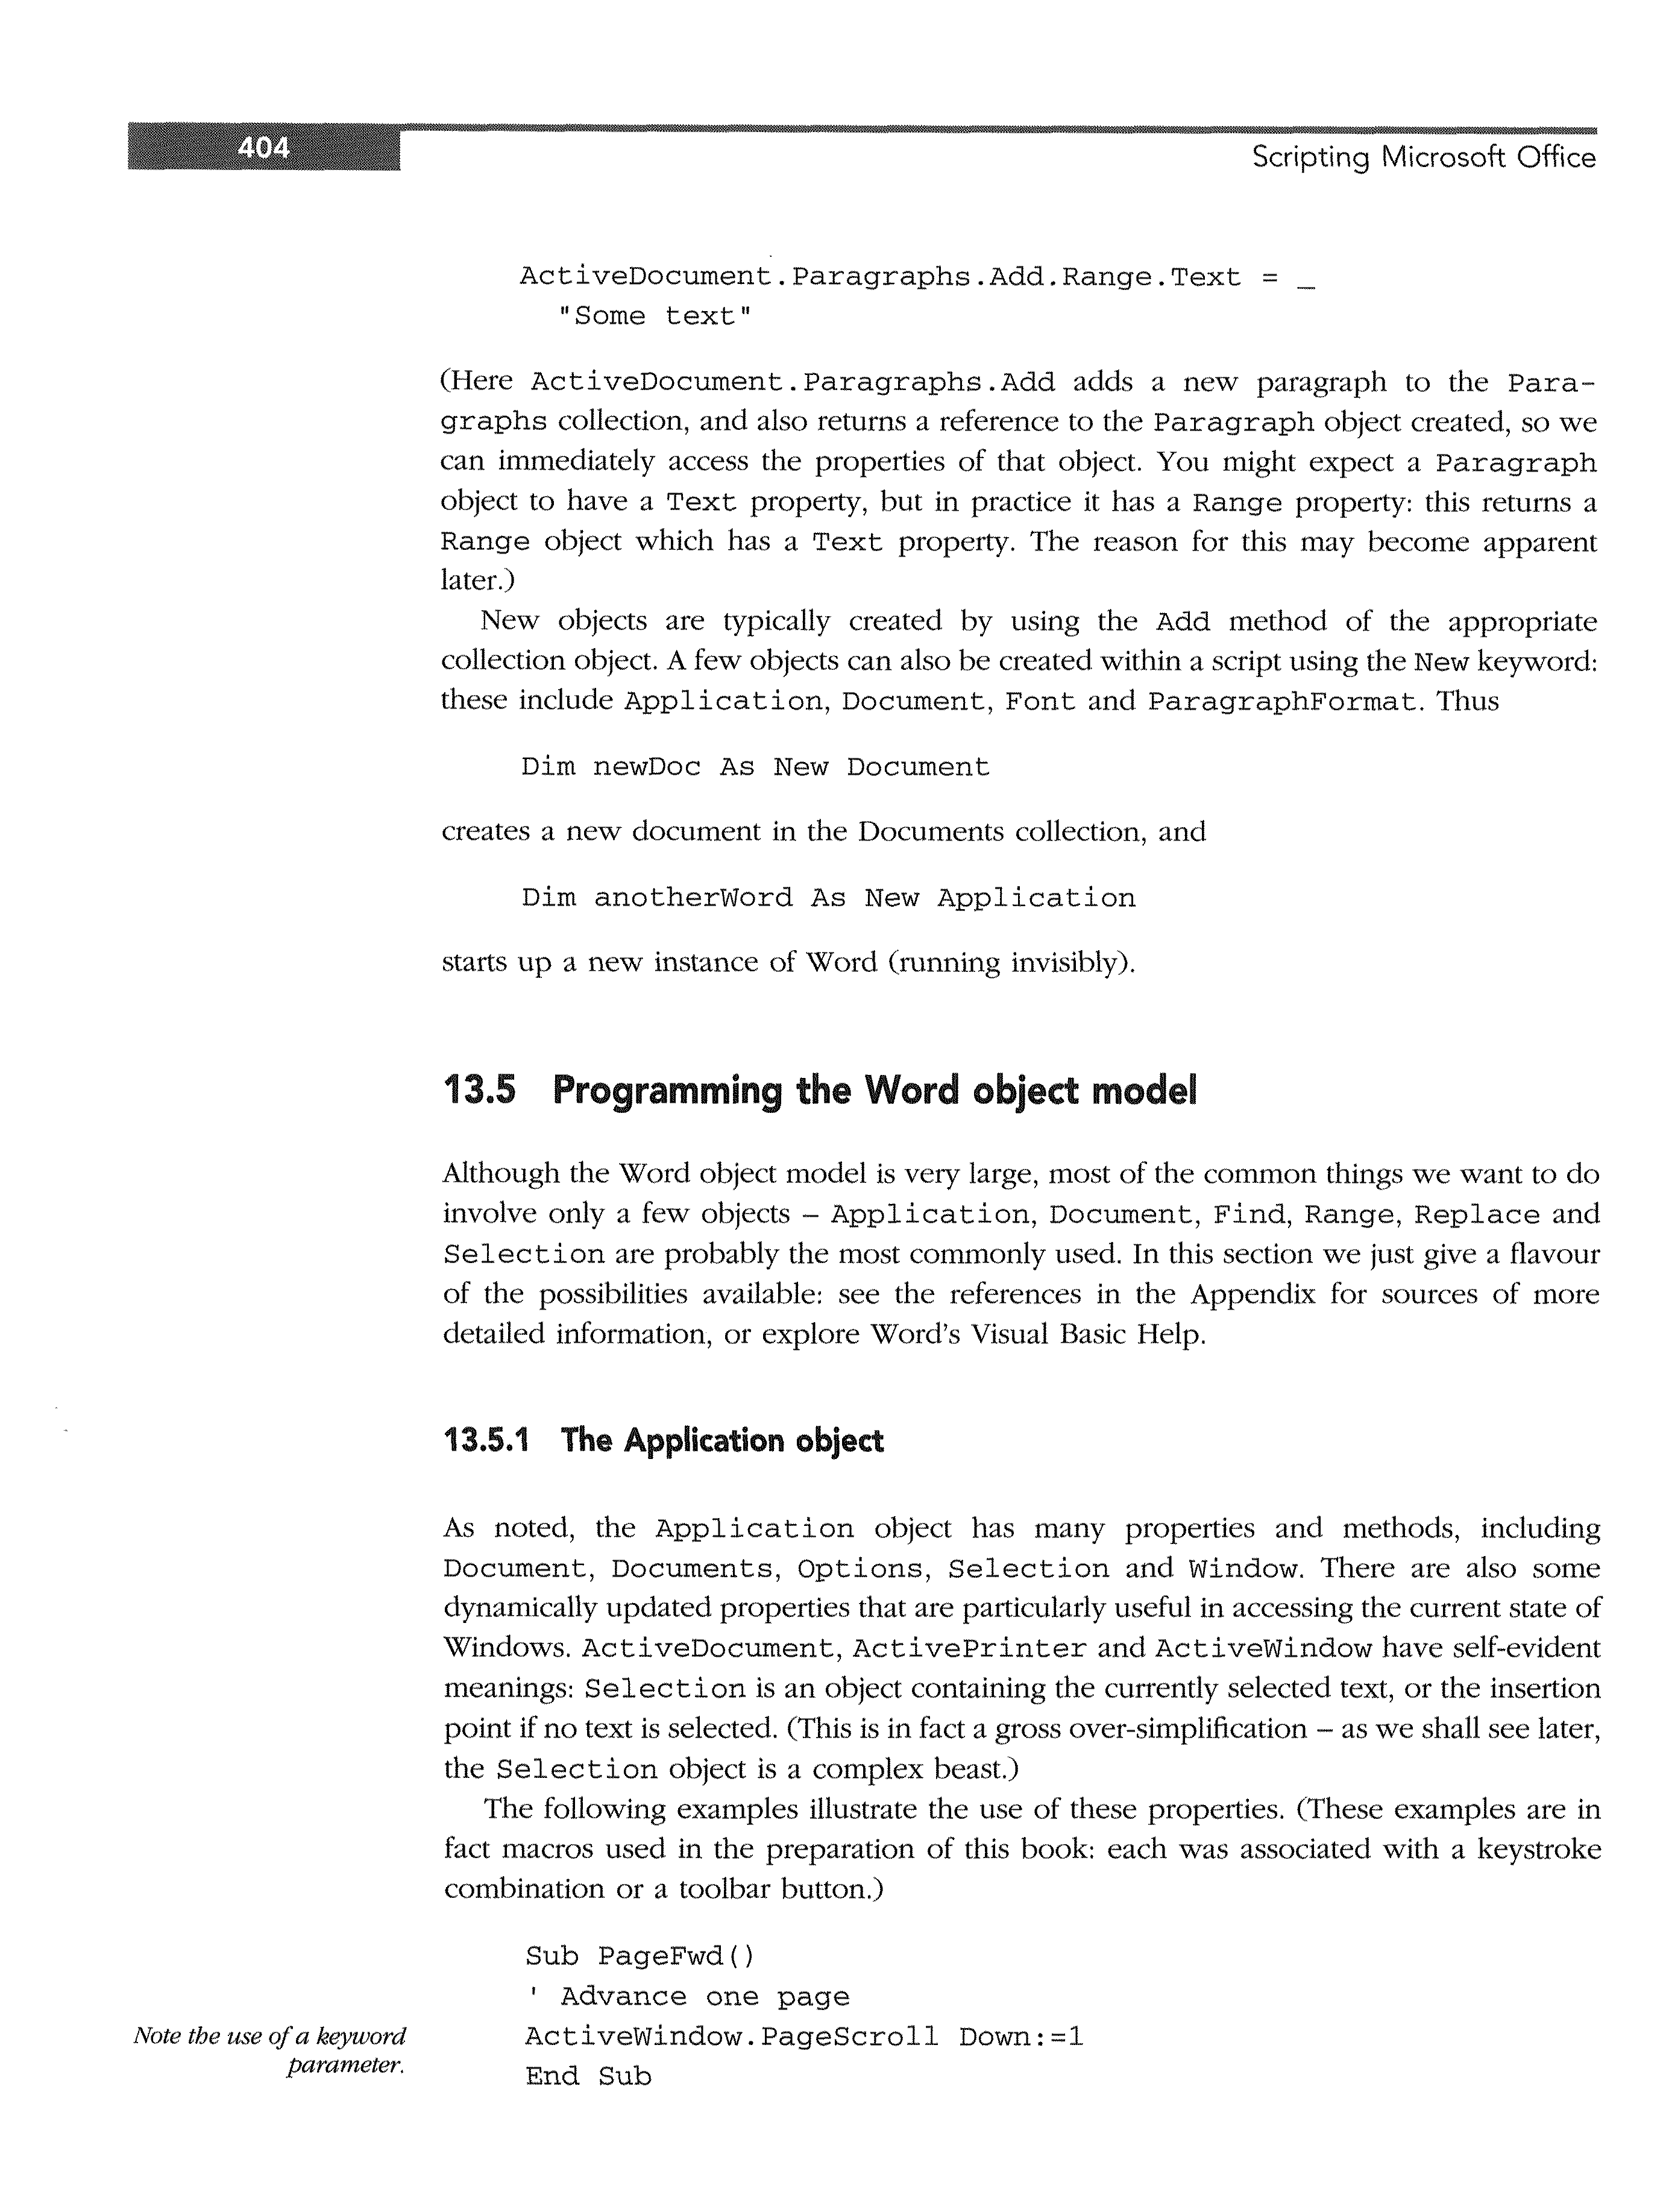 404
Scripting Microsoft Office
ActiveDocument.Paragraphs.Add.Range.Text = _
"Some text"
(Here ActiveDocument.Paragraphs.Add adds a new paragraph to the Para-
graphs collection, and also returns a reference to the Paragraph object created, so we
can immediately access the properties of that object. You might expect a Paragraph
object to have a Text property, but in practice it has a Range property: this returns a
Range object which has a Text property. The reason for this may become apparent
later.)
New objects are typically created by using the Add method of the appropriate
collection object. A few objects can also be created within a script using the New keyword:
these include Application, Document, Font and ParagraphFormat. Thus
Dim newDoc As New Document
creates a new document in the Documents collection, and
Dim anotherWord As New Application
starts up a new instance of Word (running invisibly).
13.5 Programming the Word object model
Although the Word object model is very large, most of the common things we want to do
involve only a few objects – Application, Document, Find, Range, Replace and
Selection are probably the most commonly used. In this section we just give a flavour
of the possibilities available: see the references in the Appendix for sources of more
detailed information, or explore Word's Visual Basic Help.
13.5.1 The Application object
As noted, the Application object has many properties and methods, including
Document, Documents, Options, Selection and Window. There are also some
dynamically updated properties that are particularly useful in accessing the current state of
Windows. ActiveDocument, ActivePrinter and ActiveWindow have self-evident
meanings: Selection is an object containing the currently selected text, or the insertion
point if no text is selected. (This is in fact a gross over-simplification – as we shall see later,
the Selection object is a complex beast.)
The following examples illustrate the use of these properties. (These examples are in
fact macros used in the preparation of this book: each was associated with a keystroke
combination or a toolbar button.)
Sub PageFwd()
' Advance one page
Note the use of a keyword
parameter.
ActiveWindow.PageScroll Down:=1
End Sub